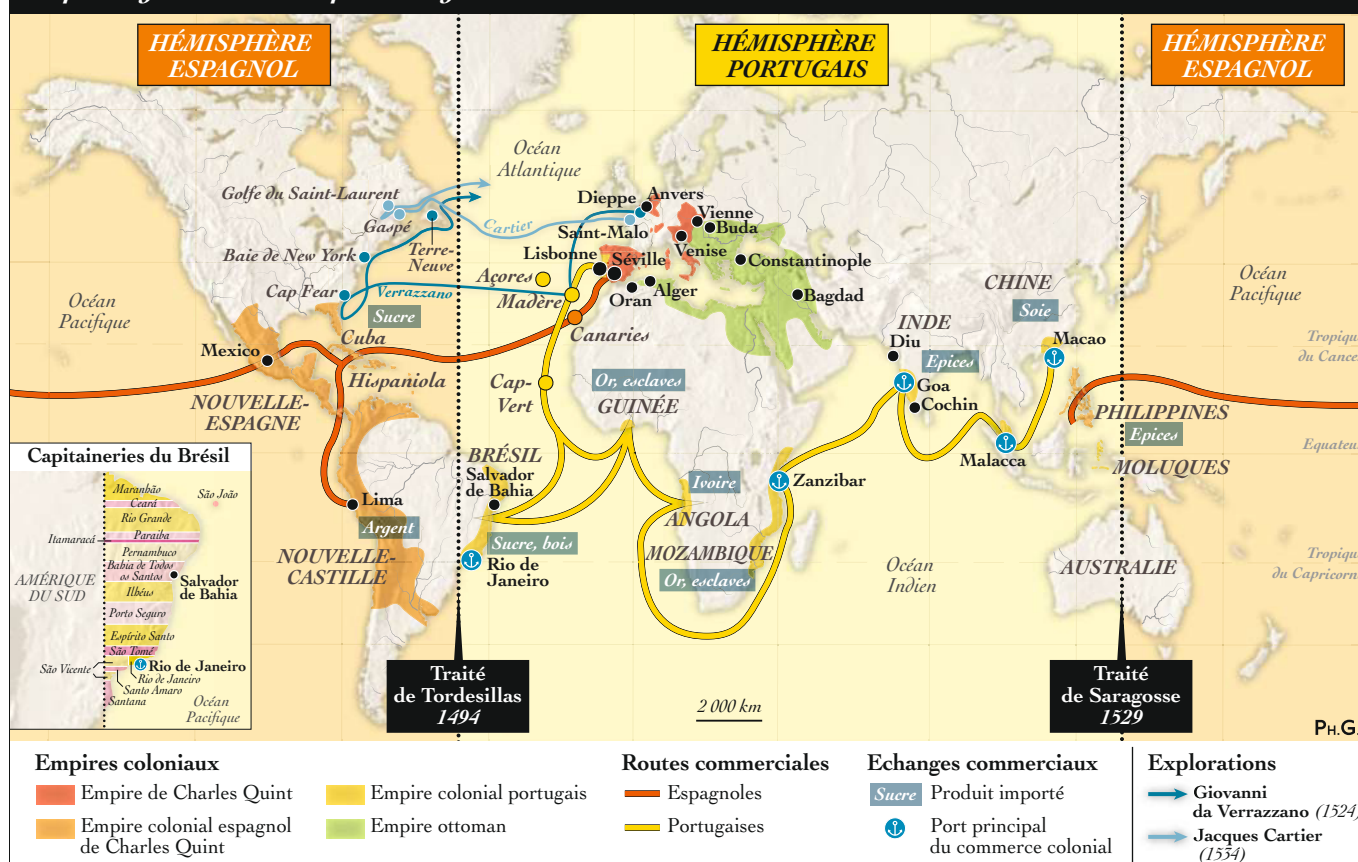 HÉMISPHÈRE
ESPAGNOL
HÉMISPHÈRE
PORTUGAIS
HÉMISPHÈRE
ESPAGNOL
Océan
Atlantique
Golfe du Saint-Laurent
Gaspé
Cartier
Terre-
Neuve
Baie de New York
Cap Fear
Verrazzano
Sucre
Cuba
Océan
Pacifique
Mexico
Hispaniola
NOUVELLE-
ESPAGNE
Dieppe
Anvers
Saint-Malo
Vienne
Buda
Venise
Lisbonne
Séville
Constantinople
Açores
Madère
Oran
Alger
Bagdad
Canaries
Cap-
Vert
Or, esclaves
GUINÉE
CHINE
Soie
INDE
Diu
Epices
Macao
Goa
Cochin
Océan
Pacifique
Tropique
du Cancer
PHILIPPINES
Epices
Malacca
MOLUQUES
Equateur
BRÉSIL
Salvador
de Bahia
Lima
Argent
NOUVELLE-
CASTILLE
Sucre, bois
Rio de
Janeiro
Ivoire
ANGOLA
Zanzibar
MOZAMBIQUE
Or, esclaves
Océan
Indien
AUSTRALIE
Tropique
du Capricorne
Capitaineries du Brésil
Maranhão
São João
Ceará
Rio Grande
Itamaracá
Paraiba
Pernambuco
Bahia de Todos
os Santos
Salvador
de Bahia
AMÉRIQUE
DU SUD
Ilhéus
Porto Seguro
Espírito Santo
São Tomé
São Vicente
Rio de Janeiro
Rio de Janeiro
Santo Amaro
Santana
Océan
Pacifique
Traité
de Tordesillas
1494
2 000 km
Traité
de Saragosse
1529
PH.G.
Empires coloniaux
Empire de Charles Quint
Empire colonial espagnol
de Charles Quint
Empire colonial portugais
Empire ottoman
Routes commerciales
Espagnoles
Portugaises
Echanges commerciaux
Sucre Produit importé
Port principal
du commerce colonial
Explorations
Giovanni
da Verrazzano (1524)
Jacques Cartier
(1534)